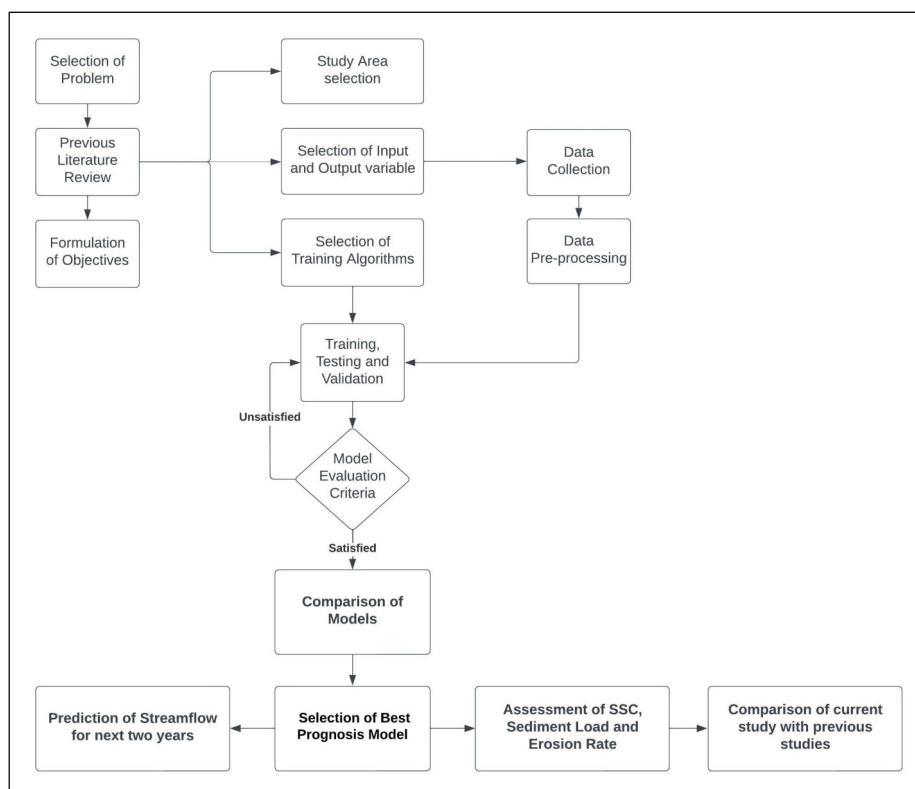 Selection of
Problem
Study Area
selection
Previous
Literature
Review
Selection of Input
and Output variable
Data
Collection
Formulation
of Objectives
Selection of
Training Algorithms
Data
Pre-processing
Training,
Testing and
Validation
Unsatisfied
Model
Evaluation
Criteria
Satisfied
Comparison of
Models
Prediction of Streamflow
for next two years
Selection of Best
Prognosis Model
Assessment of SSC,
Sediment Load and
Erosion Rate
Comparison of current
study with previous
studies